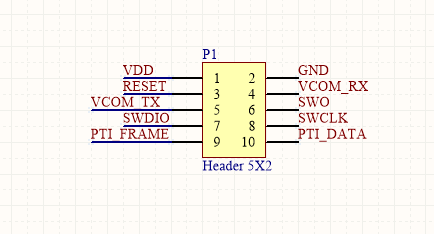 P1
VDD 1 2 GND
RESET 3 4 VCOM_RX
VCOM_TX 5 6 SWO
SWDIO 7 8 SWCLK
PTI_FRAME 9 10 PTI_DATA
Header 5X2